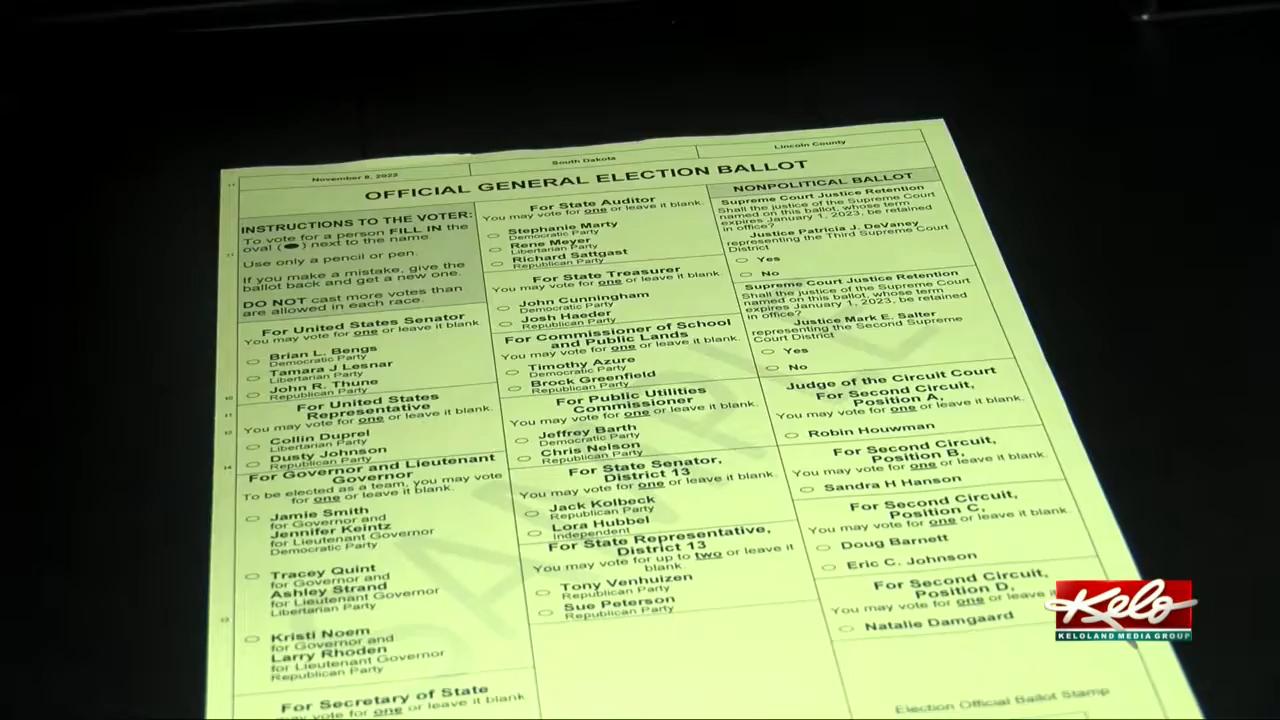 November 8, 2022
South Dakota
Lincoln County
OFFICIAL GENERAL ELECTION BALLOT
INSTRUCTIONS TO THE VOTER:
To vote for a person FILL IN the
oval ( ) next to the name.
Use only a pencil or pen.
If you make a mistake, give the
ballot back and get a new one.
DO NOT cast more votes than
are allowed in each race.
For United States Senator
You may vote for one or leave it blank
Brian L. Bengs
Democratic Party
Tamara J Lesnar
Libertarian Party
John R. Thune
Republican Party
For United States
Representative
You may vote for one or leave it blank.
Collin Duprel
Libertarian Party
Dusty Johnson
Republican Party
For Governor and Lieutenant
Governor
To be elected as a team, you may vote
for one or leave it blank.
Jamie Smith
for Governor and
Jennifer Keintz
for Lieutenant Governor
Democratic Party
Tracey Quint
for Governor and
Ashley Strand
for Lieutenant Governor
Libertarian Party
Kristi Noem
for Governor and
Larry Rhoden
for Lieutenant Governor
Republican Party
For Secretary of State
may vote for one or leave it blank
For State Auditor
You may vote for one or leave it blank.
Stephanie Marty
Democratic Party
Rene Meyer
Libertarian Party
Richard Sattgast
Republican Party
For State Treasurer
You may vote for one or leave it blank
John Cunningham
Democratic Party
Josh Haeder
Republican Party
For Commissioner of School
and Public Lands
You may vote for one or leave it blank.
Timothy Azure
Democratic Party
Brock Greenfield
Republican Party
For Public Utilities
Commissioner
You may vote for one or leave it blank.
Jeffrey Barth
Democratic Party
Chris Nelson
Republican Party
For State Senator,
District 13
You may vote for one or leave it blank.
Jack Kolbeck
Republican Party
Lora Hubbel
Independent
For State Representative,
District 13
You may vote for up to two or leave it
blank.
Tony Venhuizen
Republican Party
Sue Peterson
Republican Party
NONPOLITICAL BALLOT
Supreme Court Justice Retention
Shall the justice of the Supreme Court
named on this ballot, whose term
expires January 1, 2023, be retained
in office?
Justice Patricia J. DeVaney
representing the Third Supreme Court
District
Yes
No
Supreme Court Justice Retention
Shall the justice of the Supreme Court
named on this ballot, whose term
expires January 1, 2023, be retained
in office?
Justice Mark E. Salter
representing the Second Supreme
Court District
Yes
No
Judge of the Circuit Court
For Second Circuit,
Position A,
You may vote for one or leave it blank.
Robin Houwman
For Second Circuit,
Position B,
You may vote for one or leave it blank.
Sandra H Hanson
For Second Circuit,
Position C,
You may vote for one or leave it blank.
Doug Barnett
Eric C. Johnson
For Second Circuit,
Position D,
You may vote for one or leave it
Natalie Damgaard
Election Official Ballot Stamp
SAMPLE
Kelo
KELOLAND MEDIA GROUP